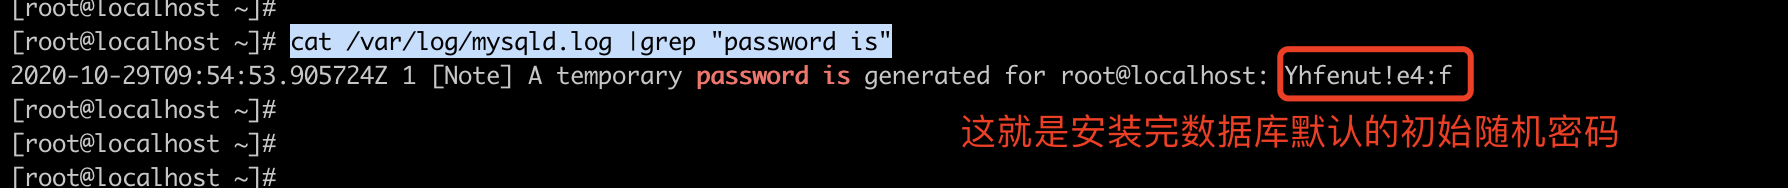 [root@localhost ~]#
[root@localhost ~]# cat /var/log/mysqld.log |grep "password is"
2020-10-29T09:54:53.905724Z 1 [Note] A temporary password is generated for root@localhost: Yhfenut!e4:f
[root@localhost ~]#
这就是安装完数据库默认的初始随机密码
[root@localhost ~]#
[root@localhost ~]#